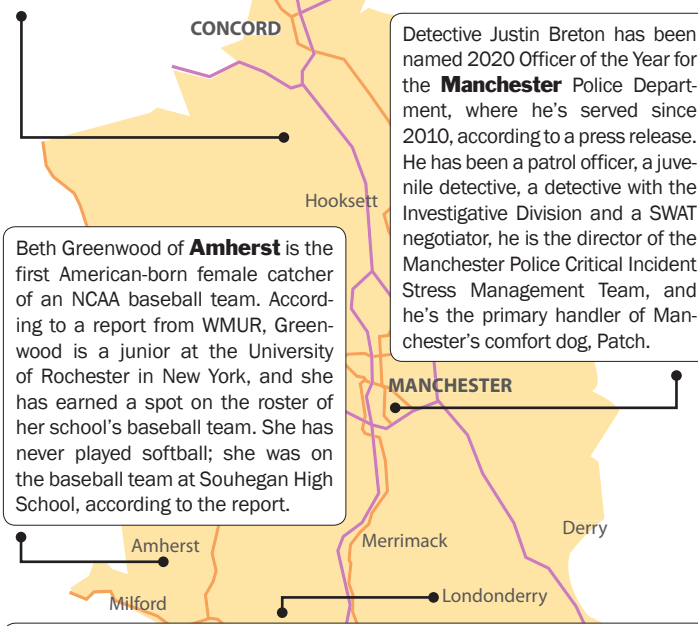 CONCORD
Detective Justin Breton has been
named 2020 Officer of the Year for
the Manchester Police Depart-
ment, where he's served since
2010, according to a press release.
He has been a patrol officer, a juve-
nile detective, a detective with the
Investigative Division and a SWAT
negotiator, he is the director of the
Manchester Police Critical Incident
Stress Management Team, and
he's the primary handler of Man-
chester's comfort dog, Patch.
Hooksett
Beth Greenwood of Amherst is the
first American-born female catcher
of an NCAA baseball team. Accord-
ing to a report from WMUR, Green-
wood is a junior at the University
of Rochester in New York, and she
has earned a spot on the roster of
her school's baseball team. She has
never played softball; she was on
the baseball team at Souhegan High
School, according to the report.
MANCHESTER
Amherst
Merrimack
Derry
Milford
Londonderry